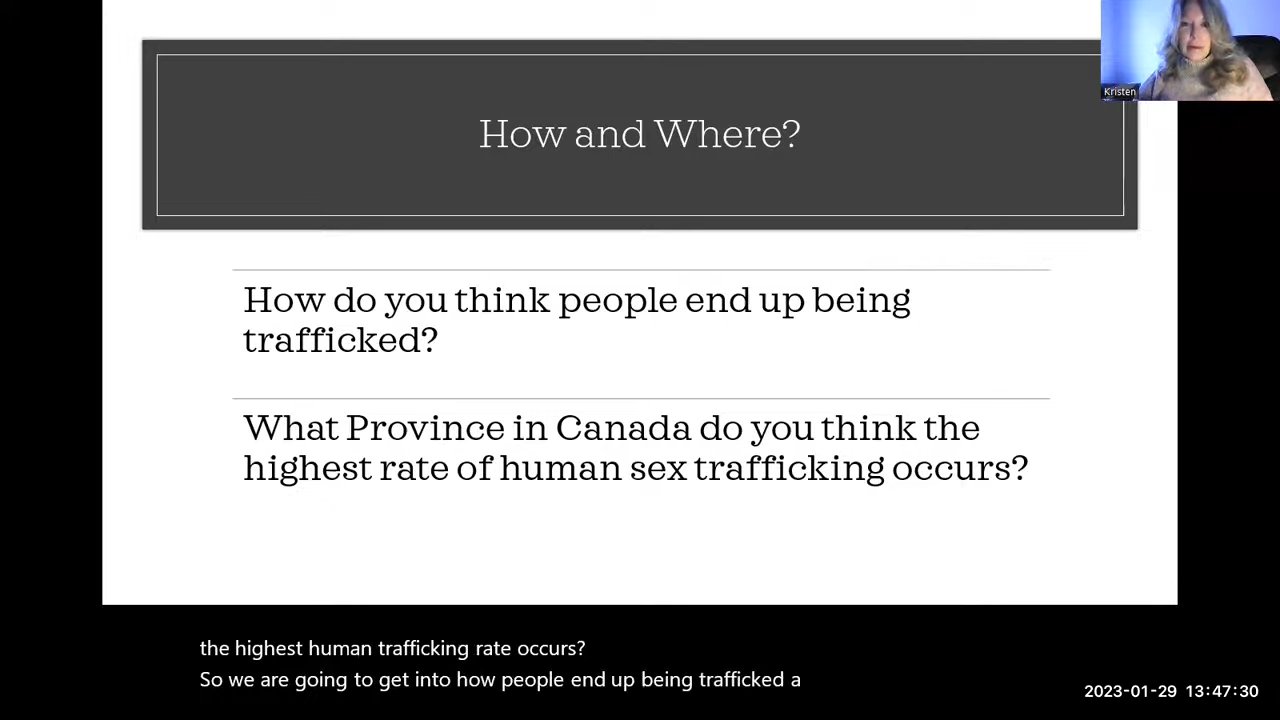 How and Where?
Kristen
How do you think people end up being
trafficked?
What Province in Canada do you think the
highest rate of human sex trafficking occurs?
the highest human trafficking rate occurs?
So we are going to get into how people end up being trafficked a
2023-01-29 13:47:30